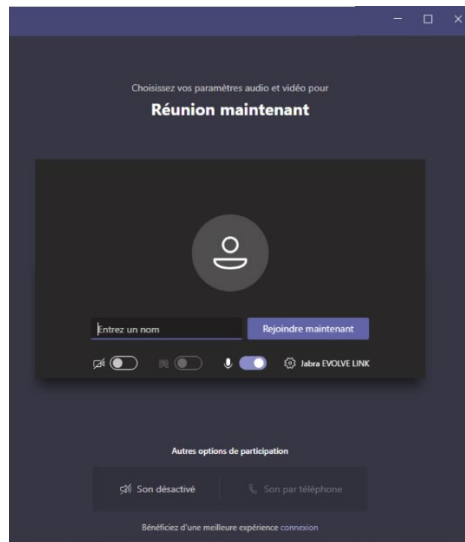 Choisissez vos paramètres audio et vidéo pour
Réunion maintenant
Entrez un nom
Rejoindre maintenant
Jabra EVOLVE LINK
Autres options de participation
Son désactivé
Son par téléphone
Bénéficiez d'une meilleure expérience connexion